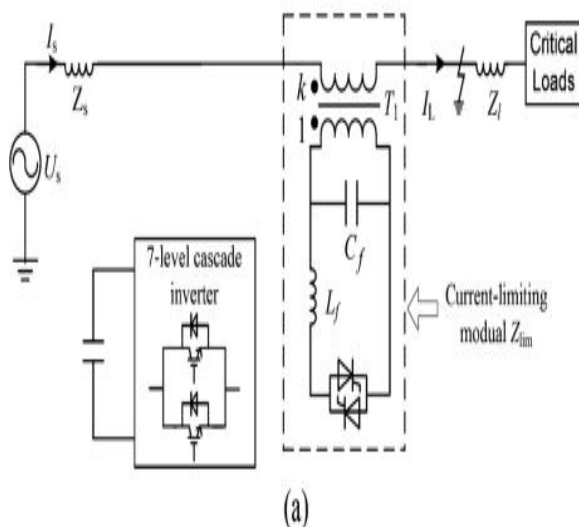 I_s
Z_s
U_s
k
T_1
1
I_L
Z_l
Critical
Loads
C_f
L_f
7-level cascade
inverter
Current-limiting
modual Z_lim
(a)